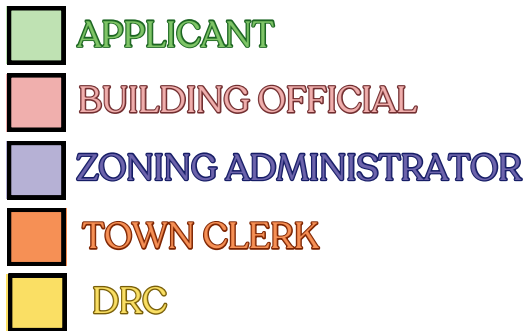 APPLICANT
BUILDING OFFICIAL
ZONING ADMINISTRATOR
TOWN CLERK
DRC